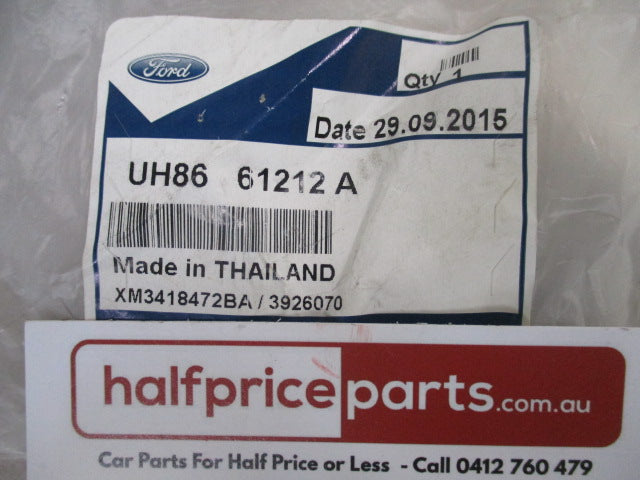 Ford
Qty 1
Date 29.09.2015
UH86 61212 A
Made in THAILAND
XM3418472BA / 3926070
halfpriceparts.com.au
Car Parts For Half Price or Less - Call 0412 760 479